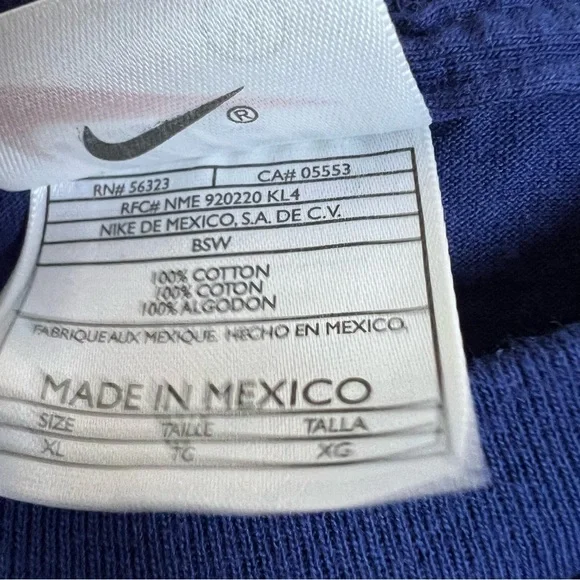 ®
RN# 56323 CA# 05553
RFC# NME 920220 KL4
NIKE DE MEXICO, S.A. DE C.V.
BSW
100% COTTON
100% COTON
100% ALGODON
FABRIQUE AUX MEXIQUE. HECHO EN MEXICO.
MADE IN MEXICO
SIZE TAILLE TALLA
XL TG XG